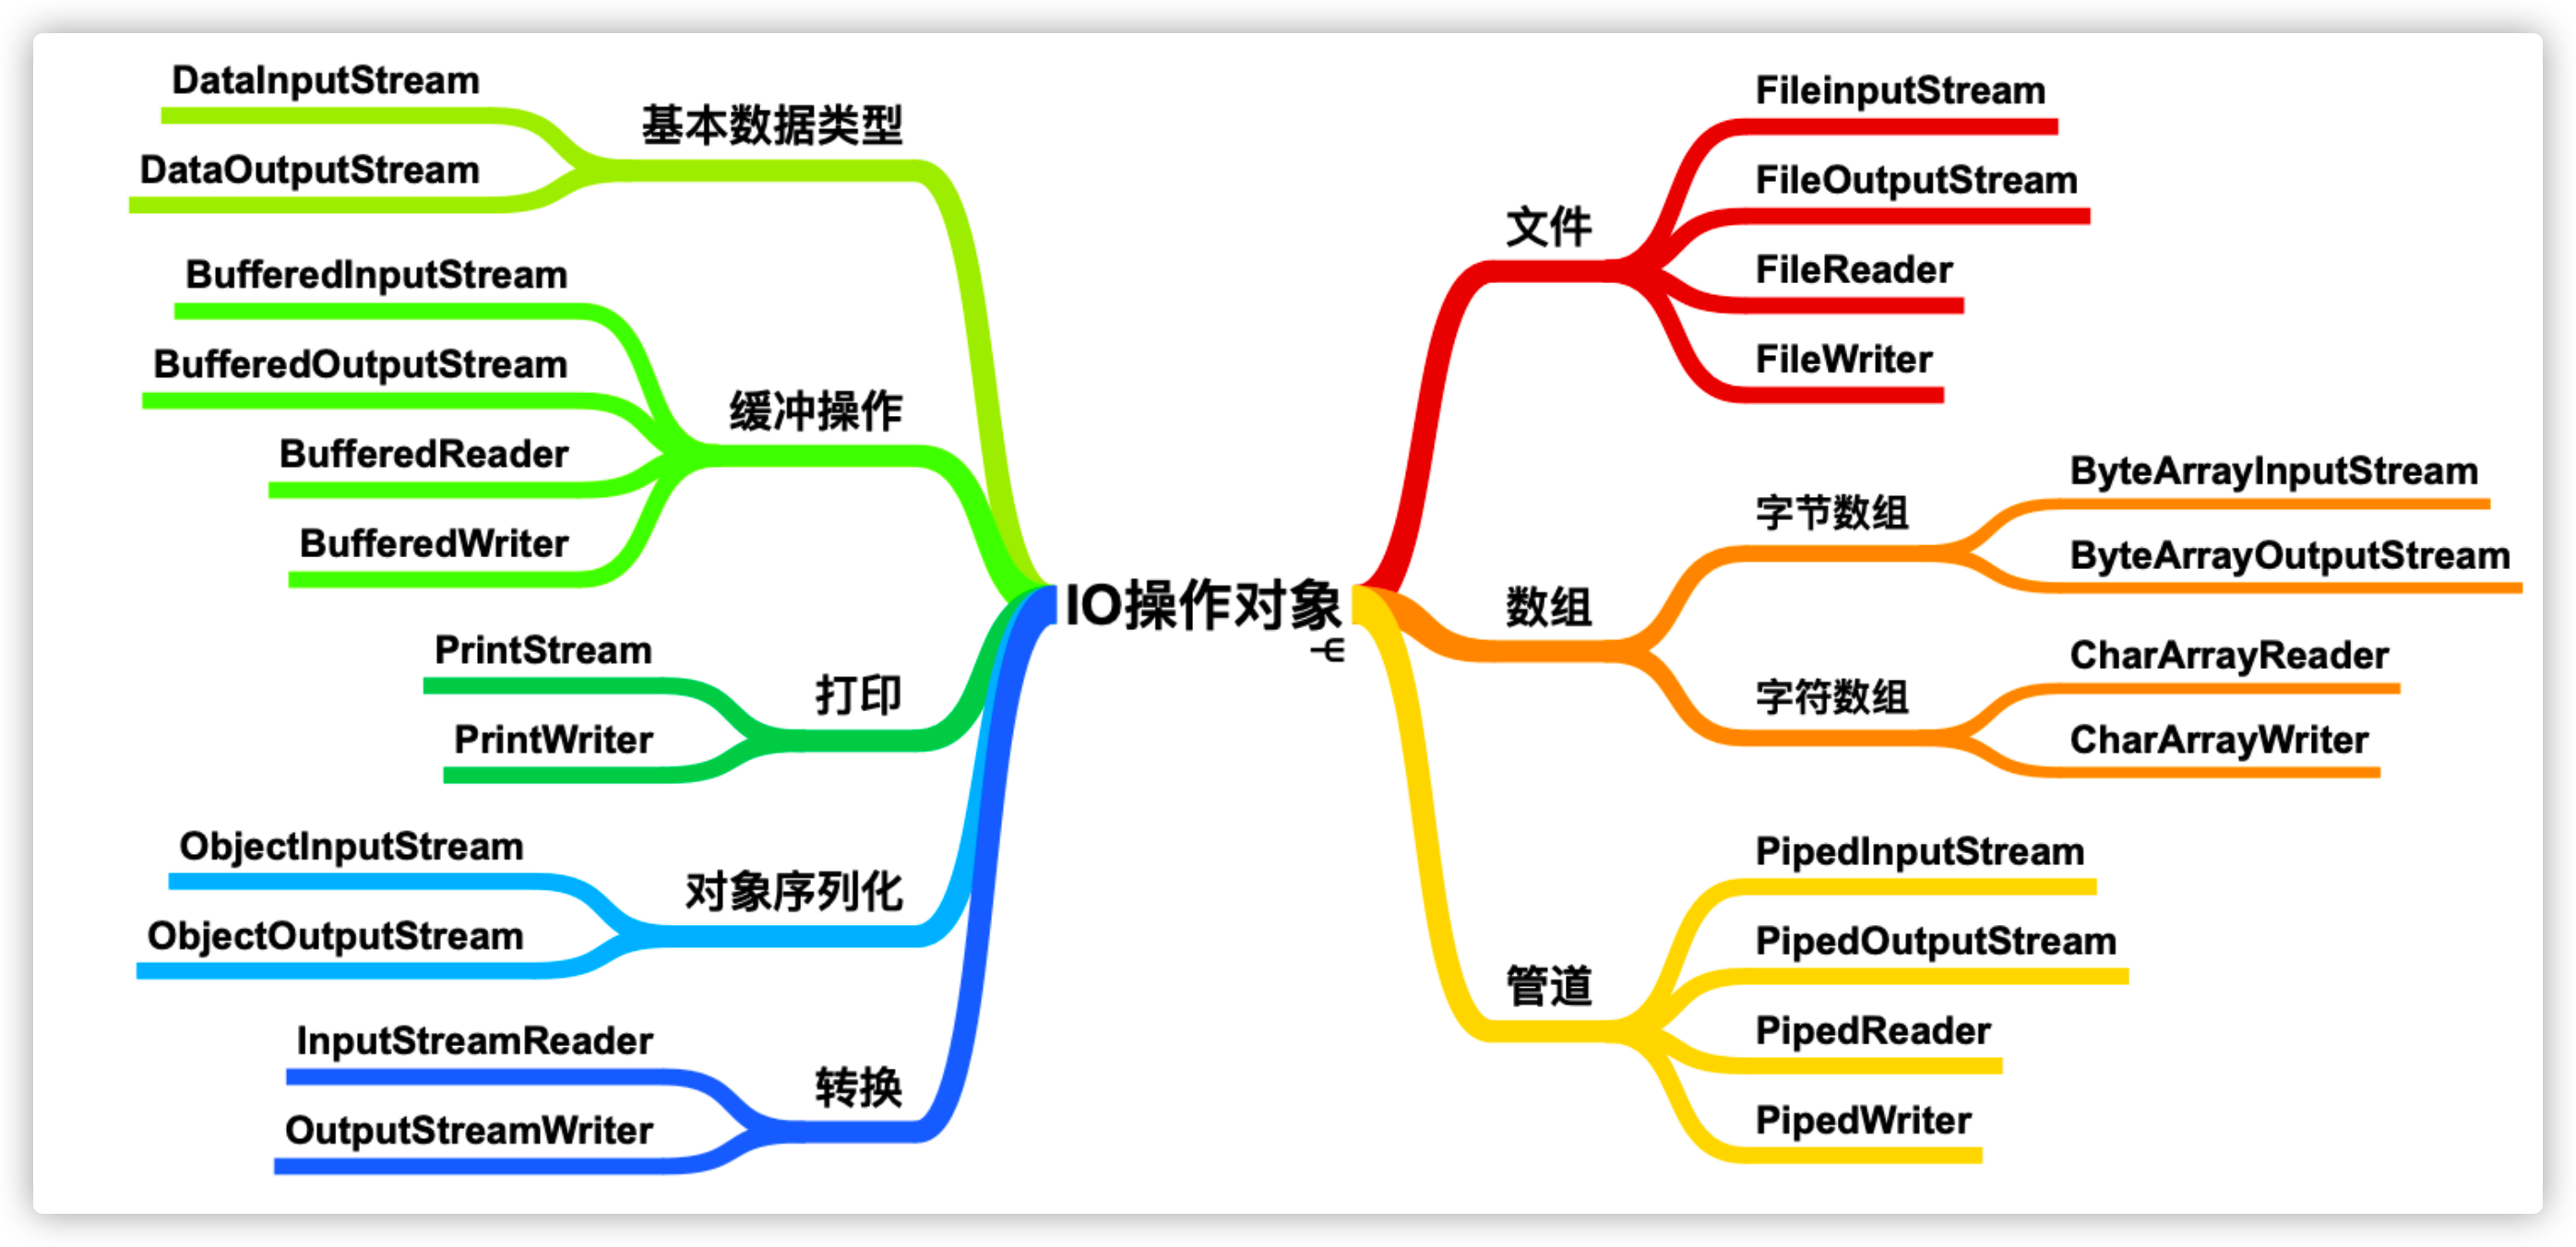 IO操作对象
文件
FileinputStream
FileOutputStream
FileReader
FileWriter
数组
字节数组
ByteArrayInputStream
ByteArrayOutputStream
字符数组
CharArrayReader
CharArrayWriter
管道
PipedInputStream
PipedOutputStream
PipedReader
PipedWriter
基本数据类型
DataInputStream
DataOutputStream
缓冲操作
BufferedInputStream
BufferedOutputStream
BufferedReader
BufferedWriter
打印
PrintStream
PrintWriter
对象序列化
ObjectInputStream
ObjectOutputStream
转换
InputStreamReader
OutputStreamWriter